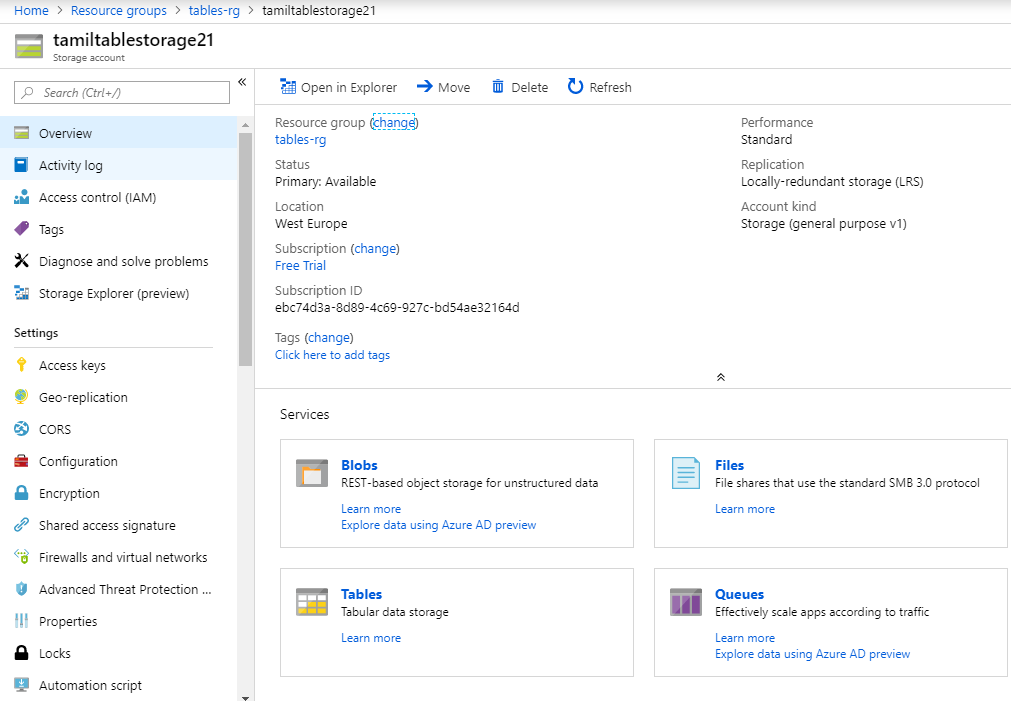 Home > Resource groups > tables-rg > tamiltablestorage21
tamiltablestorage21
Storage account
Search (Ctrl+/)
«
Overview
Activity log
Access control (IAM)
Tags
Diagnose and solve problems
Storage Explorer (preview)
Settings
Access keys
Geo-replication
CORS
Configuration
Encryption
Shared access signature
Firewalls and virtual networks
Advanced Threat Protection ...
Properties
Locks
Automation script
Open in Explorer Move Delete Refresh
Resource group (change)
tables-rg
Status
Primary: Available
Location
West Europe
Subscription (change)
Free Trial
Subscription ID
ebc74d3a-8d89-4c69-927c-bd54ae32164d
Tags (change)
Click here to add tags
Performance
Standard
Replication
Locally-redundant storage (LRS)
Account kind
Storage (general purpose v1)
Services
Blobs
REST-based object storage for unstructured data
Learn more
Explore data using Azure AD preview
Files
File shares that use the standard SMB 3.0 protocol
Learn more
Tables
Tabular data storage
Learn more
Queues
Effectively scale apps according to traffic
Learn more
Explore data using Azure AD preview